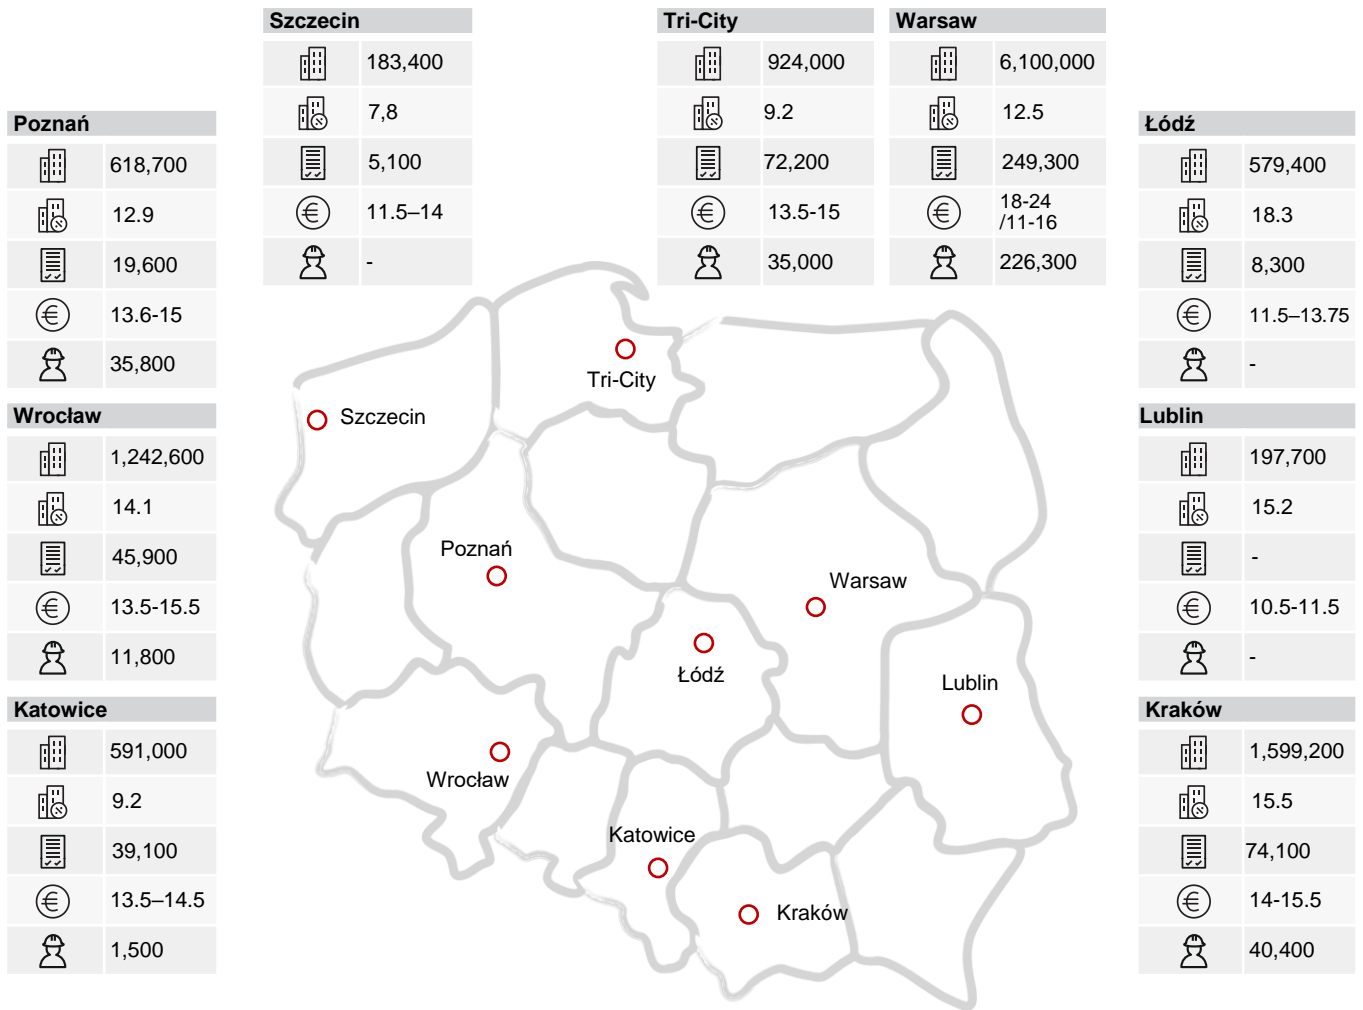 Szczecin
183,400
7,8
5,100
11.5–14
-
Tri-City
924,000
9.2
72,200
13.5-15
35,000
Warsaw
6,100,000
12.5
249,300
18-24
/11-16
226,300
Poznań
618,700
12.9
19,600
13.6-15
35,800
Wrocław
1,242,600
14.1
45,900
13.5-15.5
11,800
Katowice
591,000
9.2
39,100
13.5–14.5
1,500
Łódź
579,400
18.3
8,300
11.5–13.75
-
Lublin
197,700
15.2
-
10.5-11.5
-
Kraków
1,599,200
15.5
74,100
14-15.5
40,400
Tri-City
Szczecin
Poznań
Warsaw
Łódź
Lublin
Wrocław
Katowice
Kraków